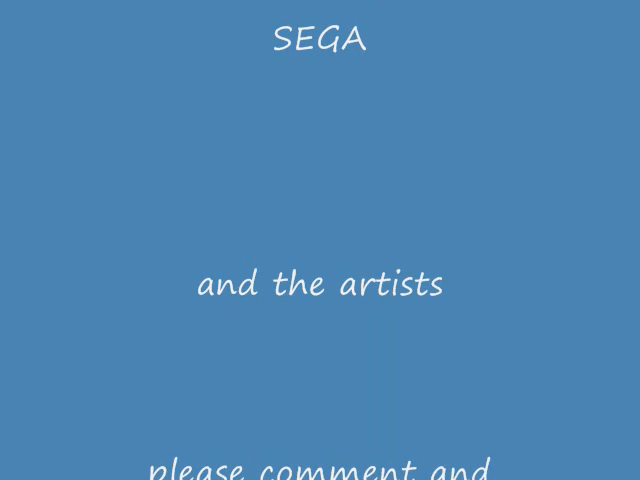 SEGA
and the artists
please comment and